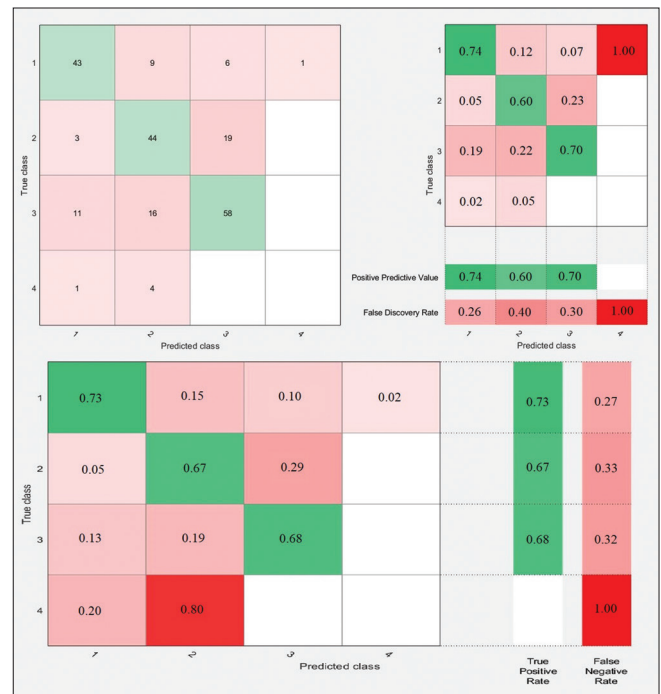 1 43 9 6 1
2 3 44 19
3 11 16 58
4 1 4
True class
1 2 3 4
Predicted class
1 0.74 0.12 0.07 1.00
2 0.05 0.60 0.23
3 0.19 0.22 0.70
4 0.02 0.05
True class
Positive Predictive Value 0.74 0.60 0.70
False Discovery Rate 0.26 0.40 0.30 1.00
1 2 3 4
Predicted class
1 0.73 0.15 0.10 0.02 0.73 0.27
2 0.05 0.67 0.29 0.67 0.33
3 0.13 0.19 0.68 0.68 0.32
4 0.20 0.80 1.00
True class
1 2 3 4
Predicted class
True
Positive
Rate
False
Negative
Rate